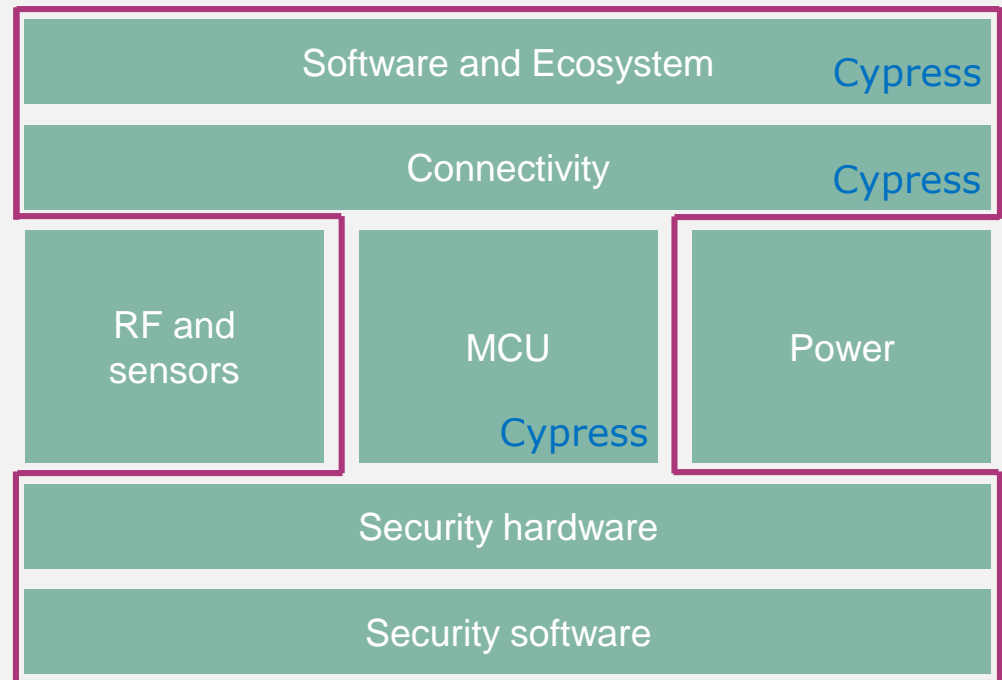 Software and Ecosystem
Cypress
Connectivity
Cypress
RF and
sensors
MCU
Cypress
Power
Security hardware
Security software